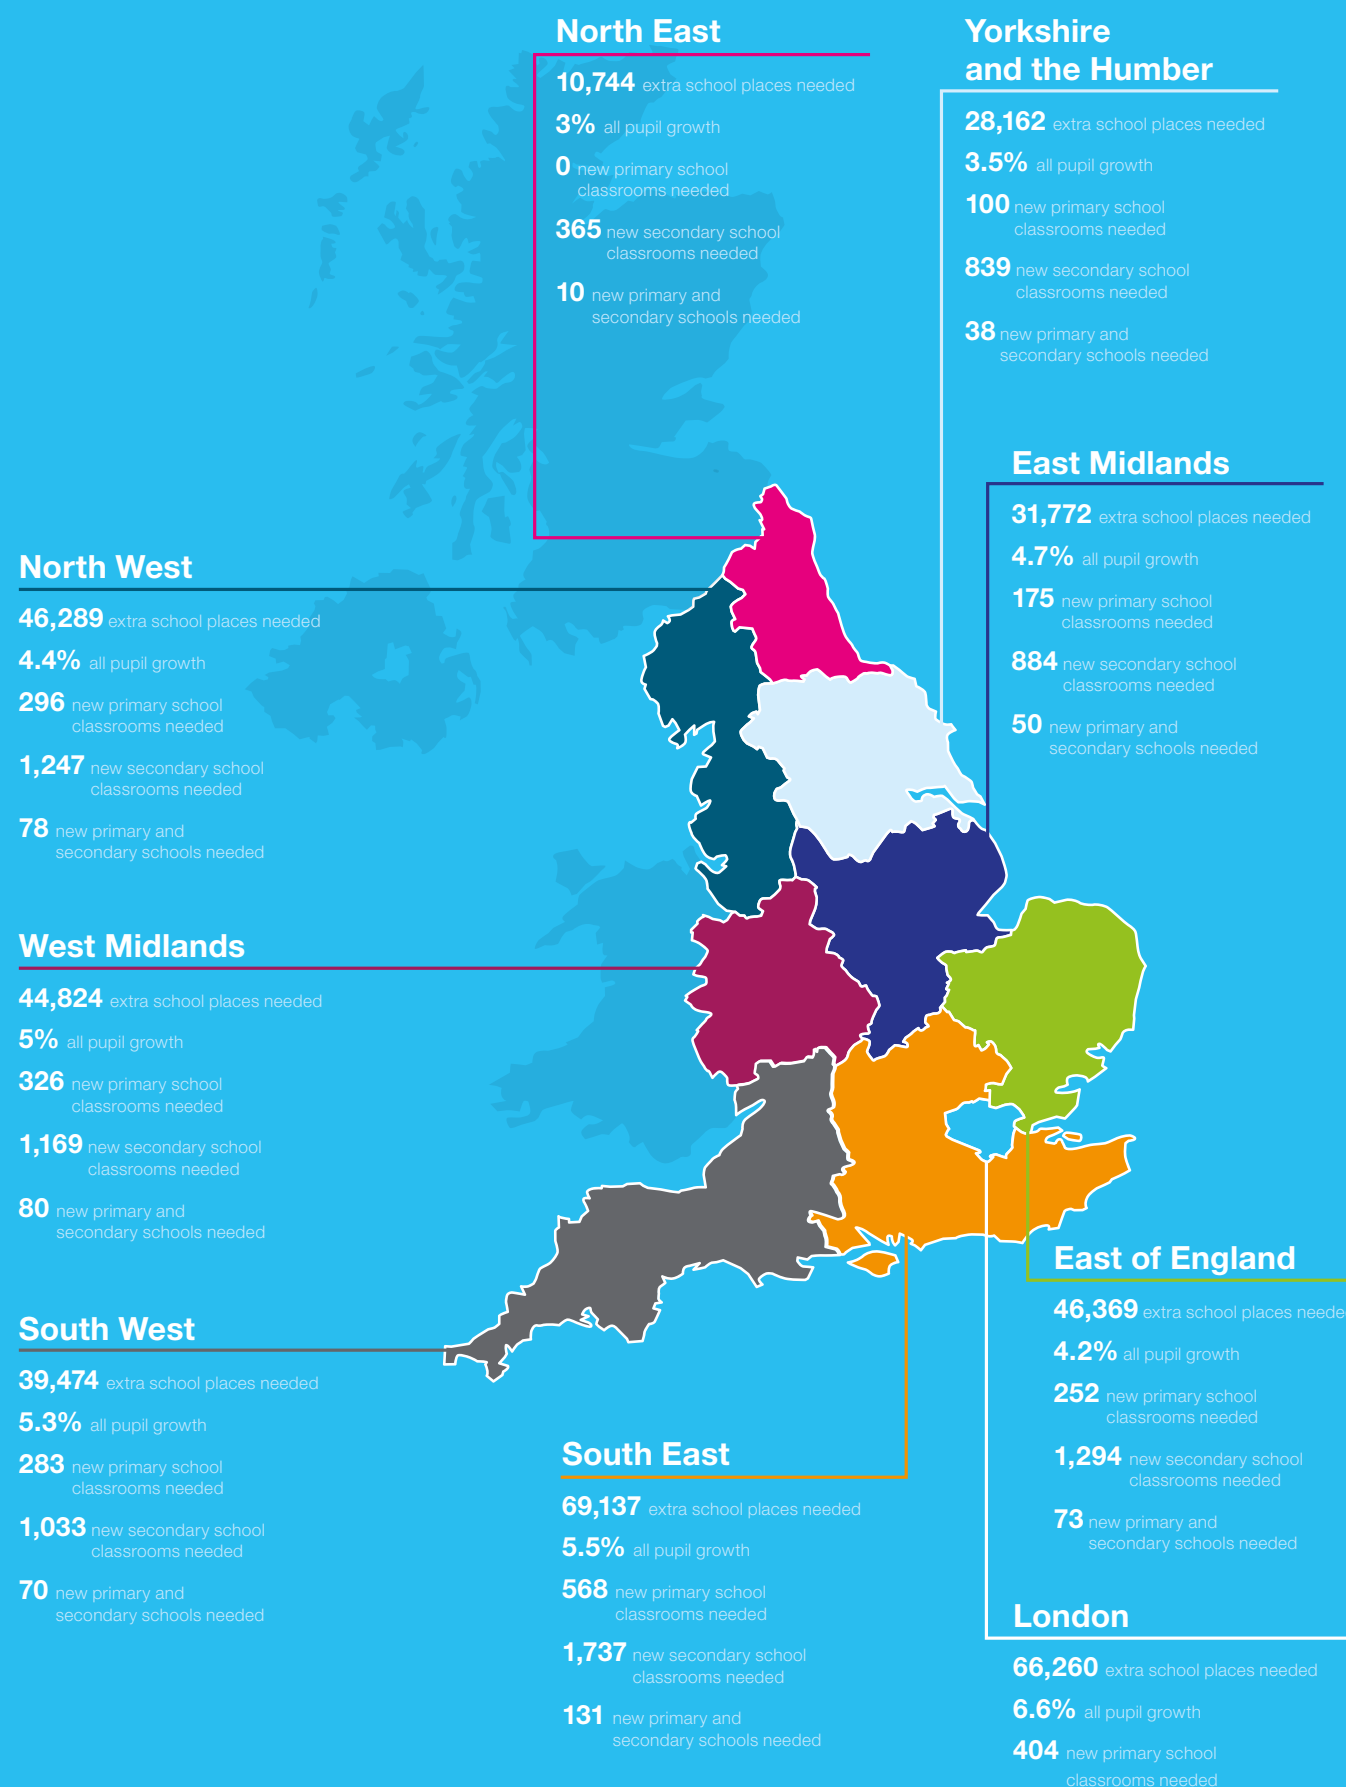 North East
10,744 extra school places needed
3% all pupil growth
0 new primary school
classrooms needed
365 new secondary school
classrooms needed
10 new primary and
secondary schools needed
Yorkshire
and the Humber
28,162 extra school places needed
3.5% all pupil growth
100 new primary school
classrooms needed
839 new secondary school
classrooms needed
38 new primary and
secondary schools needed
East Midlands
31,772 extra school places needed
4.7% all pupil growth
175 new primary school
classrooms needed
884 new secondary school
classrooms needed
50 new primary and
secondary schools needed
North West
46,289 extra school places needed
4.4% all pupil growth
296 new primary school
classrooms needed
1,247 new secondary school
classrooms needed
78 new primary and
secondary schools needed
West Midlands
44,824 extra school places needed
5% all pupil growth
326 new primary school
classrooms needed
1,169 new secondary school
classrooms needed
80 new primary and
secondary schools needed
South West
39,474 extra school places needed
5.3% all pupil growth
283 new primary school
classrooms needed
1,033 new secondary school
classrooms needed
70 new primary and
secondary schools needed
South East
69,137 extra school places needed
5.5% all pupil growth
568 new primary school
classrooms needed
1,737 new secondary school
classrooms needed
131 new primary and
secondary schools needed
East of England
46,369 extra school places neede
4.2% all pupil growth
252 new primary school
classrooms needed
1,294 new secondary school
classrooms needed
73 new primary and
secondary schools needed
London
66,260 extra school places needed
6.6% all pupil growth
404 new primary school
classrooms needed